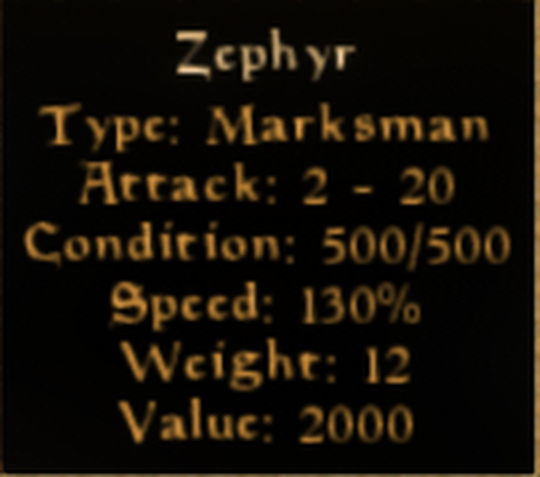 Zephyr
Type: Marksman
Attack: 2 - 20
Condition: 500/500
Speed: 130%
Weight: 12
Value: 2000